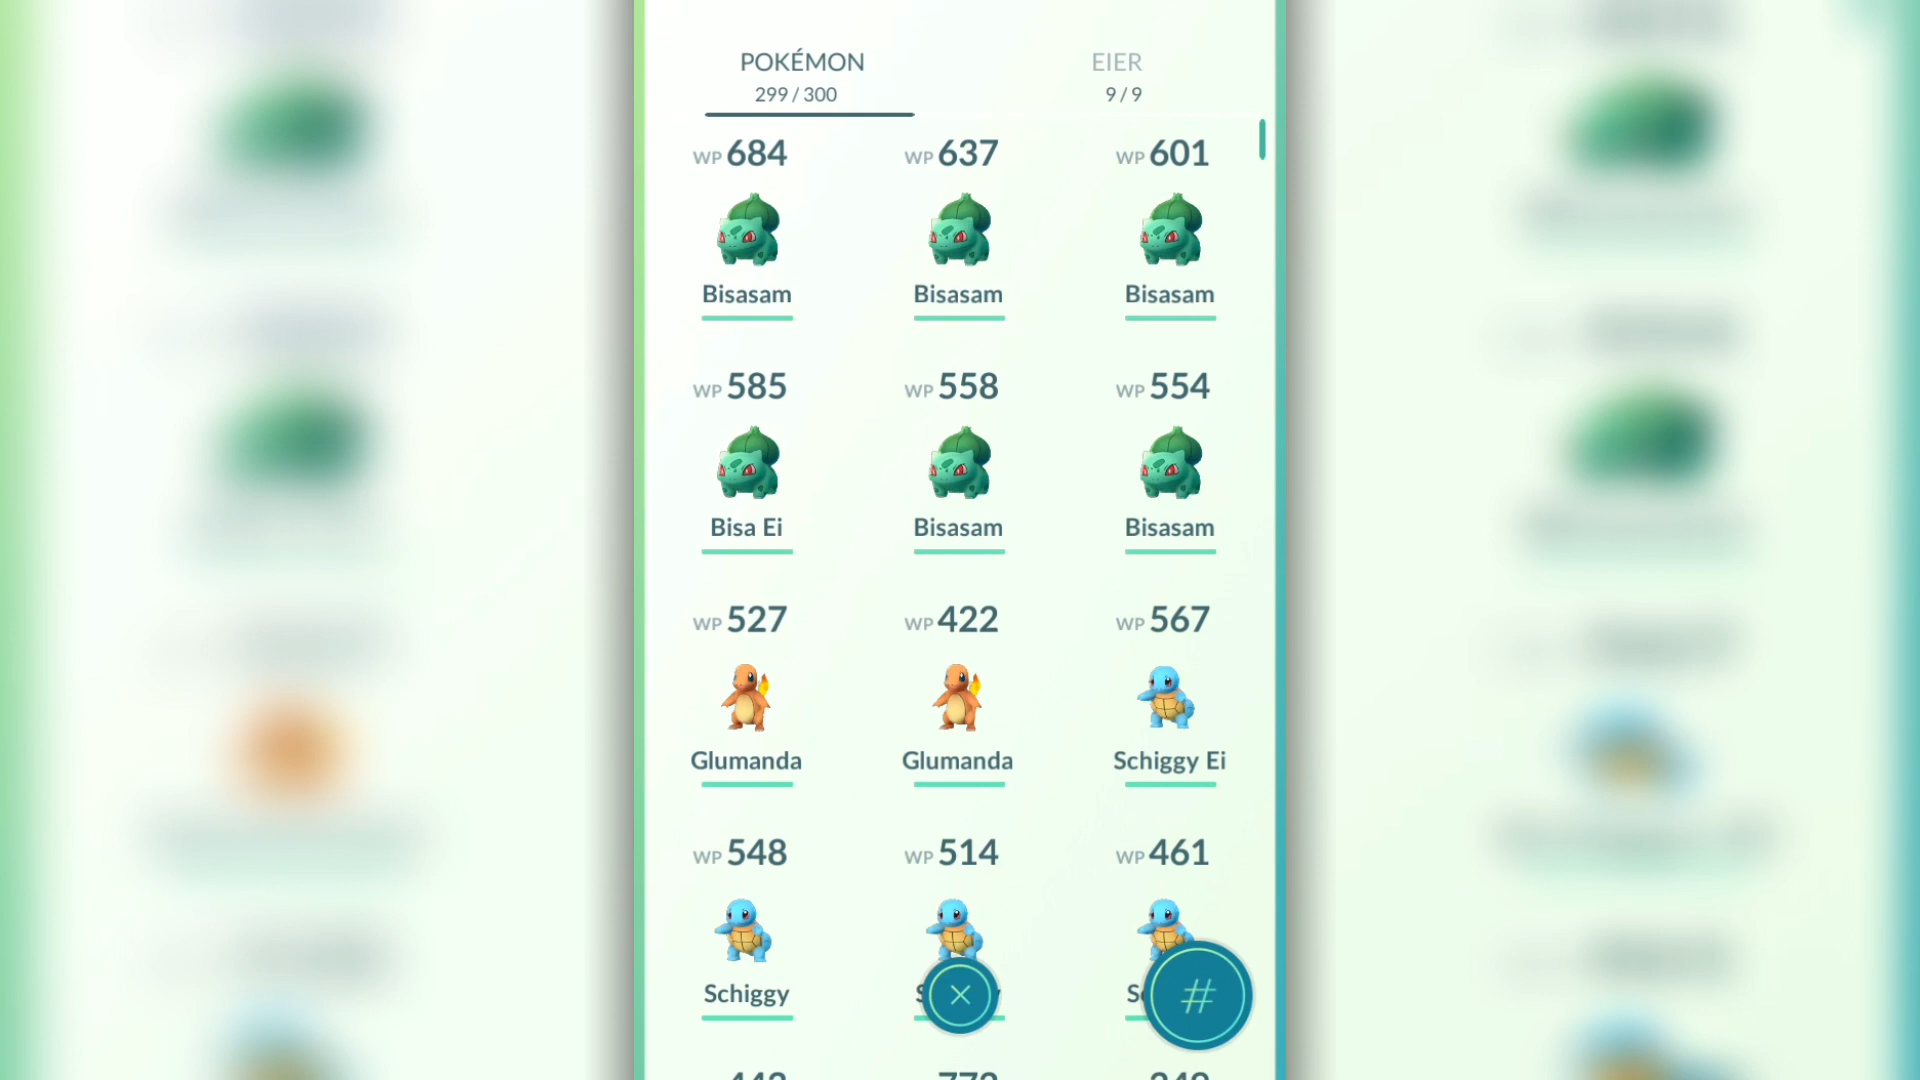 POKÉMON EIER
299 / 300 9 / 9
WP 684 WP 637 WP 601
Bisasam Bisasam Bisasam
WP 585 WP 558 WP 554
Bisa Ei Bisasam Bisasam
WP 527 WP 422 WP 567
Glumanda Glumanda Schiggy Ei
WP 548 WP 514 WP 461
Schiggy
#